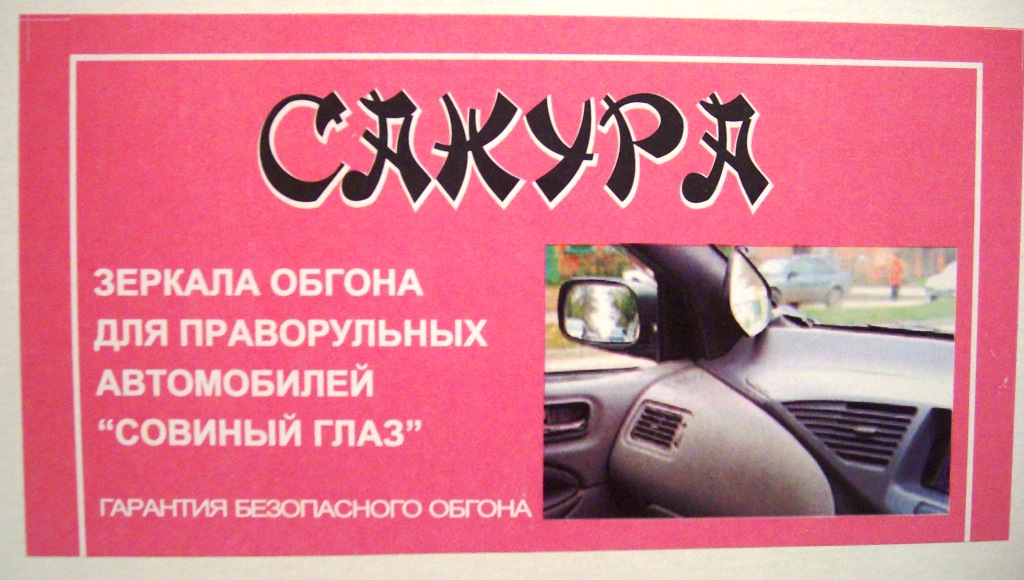 САКУРА
ЗЕРКАЛА ОБГОНА
ДЛЯ ПРАВОРУЛЬНЫХ
АВТОМОБИЛЕЙ
“СОВИНЫЙ ГЛАЗ”
ГАРАНТИЯ БЕЗОПАСНОГО ОБГОНА